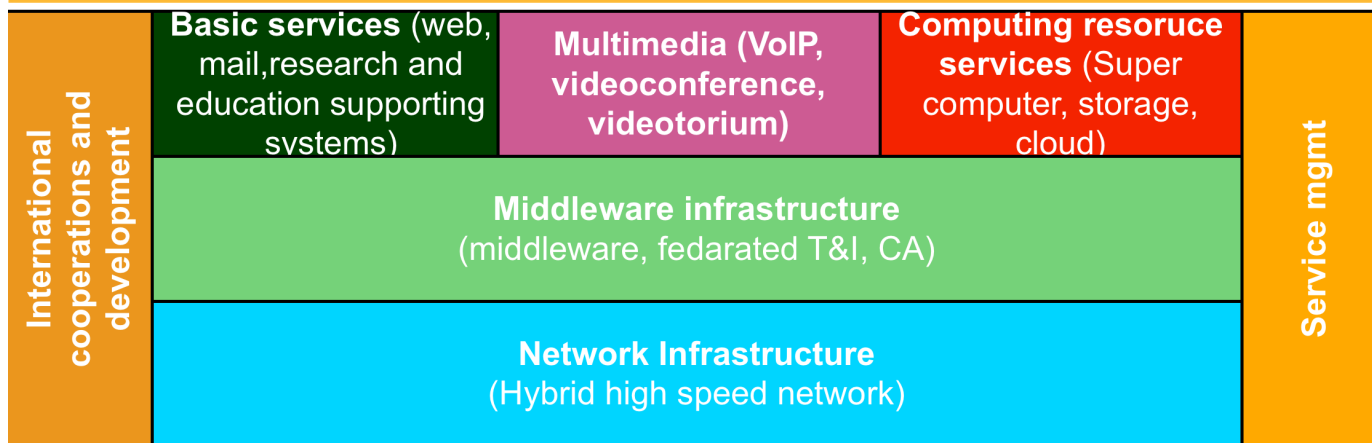 International
cooperations and
development
Basic services (web,
mail,research and
education supporting
systems)
Multimedia (VoIP,
videoconference,
videotorium)
Computing resoruce
services (Super
computer, storage,
cloud)
Middleware infrastructure
(middleware, fedarated T&I, CA)
Network Infrastructure
(Hybrid high speed network)
Service mgmt